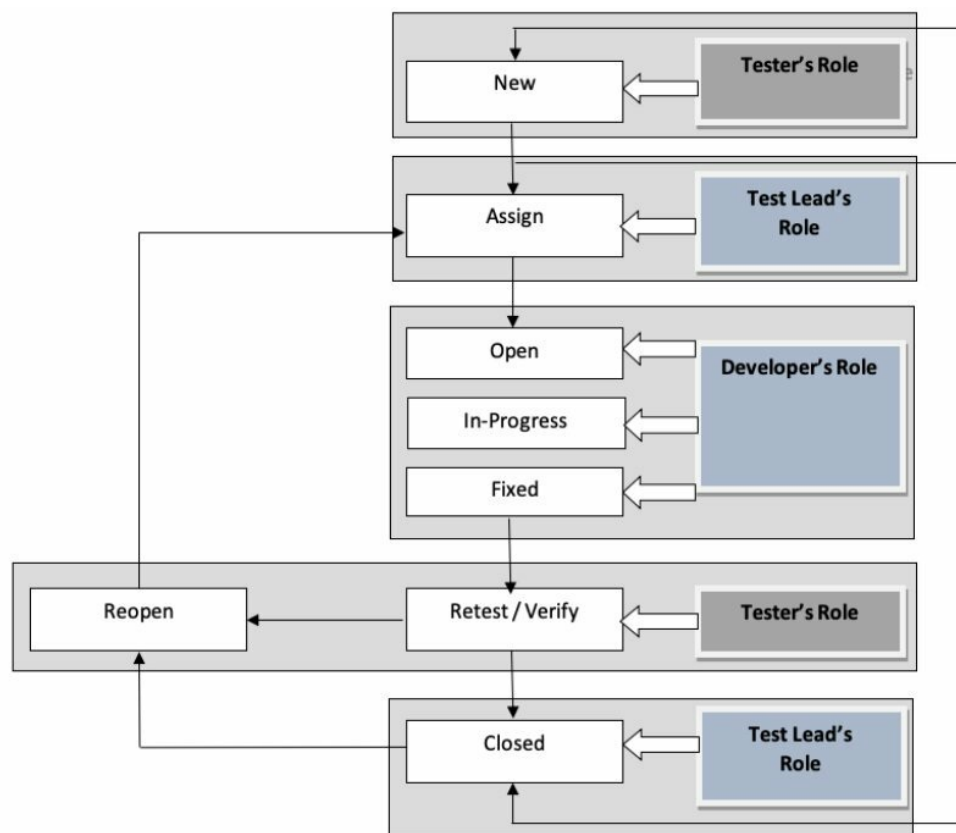 Tester's Role
New
Test Lead's
Role
Assign
Open
Developer's Role
In-Progress
Fixed
Reopen
Retest / Verify
Tester's Role
Closed
Test Lead's
Role